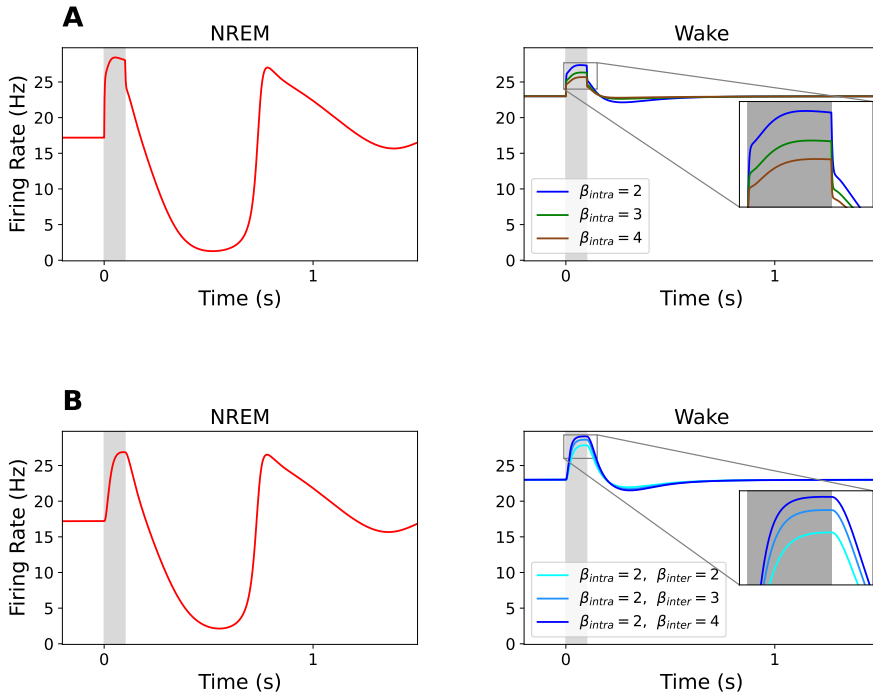 A
NREM
Wake
Firing Rate (Hz)
25
20
15
10
5
0
0
1
Time (s)
25
20
15
10
5
0
β_intra = 2
β_intra = 3
β_intra = 4
0
1
Time (s)
B
NREM
Wake
Firing Rate (Hz)
25
20
15
10
5
0
0
1
Time (s)
25
20
15
10
5
0
β_intra = 2, β_inter = 2
β_intra = 2, β_inter = 3
β_intra = 2, β_inter = 4
0
1
Time (s)